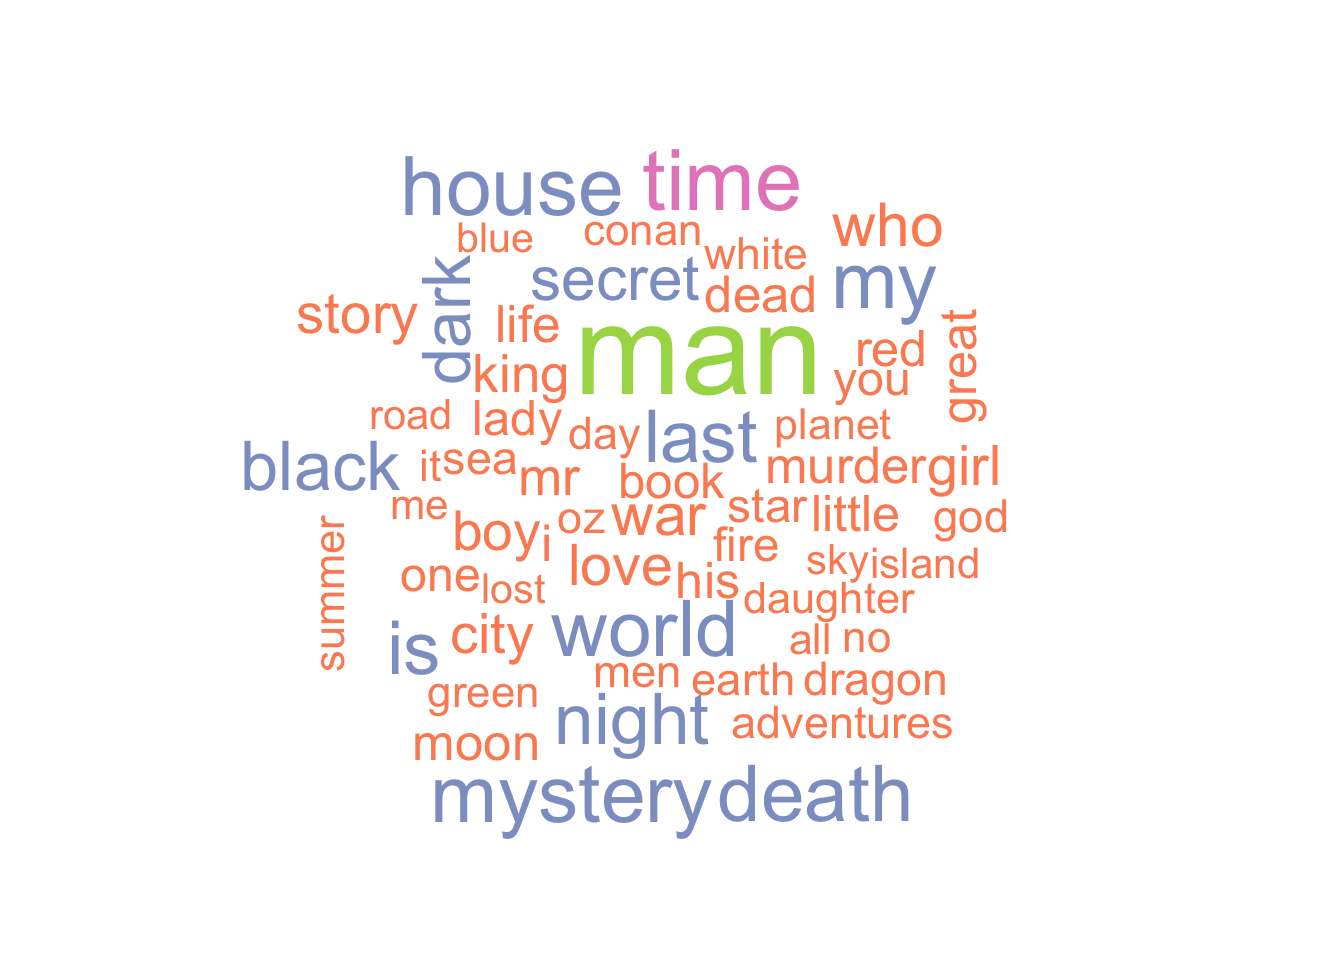 house time
who
blue conan
white
my
dark
secret
dead
story
life
man
great
red
king
you
road
lady
day
last
planet
black
it
sea
mr
book
murder
girl
me
boy
i
oz
war
star
little
god
summer
one
lost
love
his
fire
sky
island
daughter
is
city
world
all
no
green
men
earth
dragon
moon
night
adventures
mystery
death